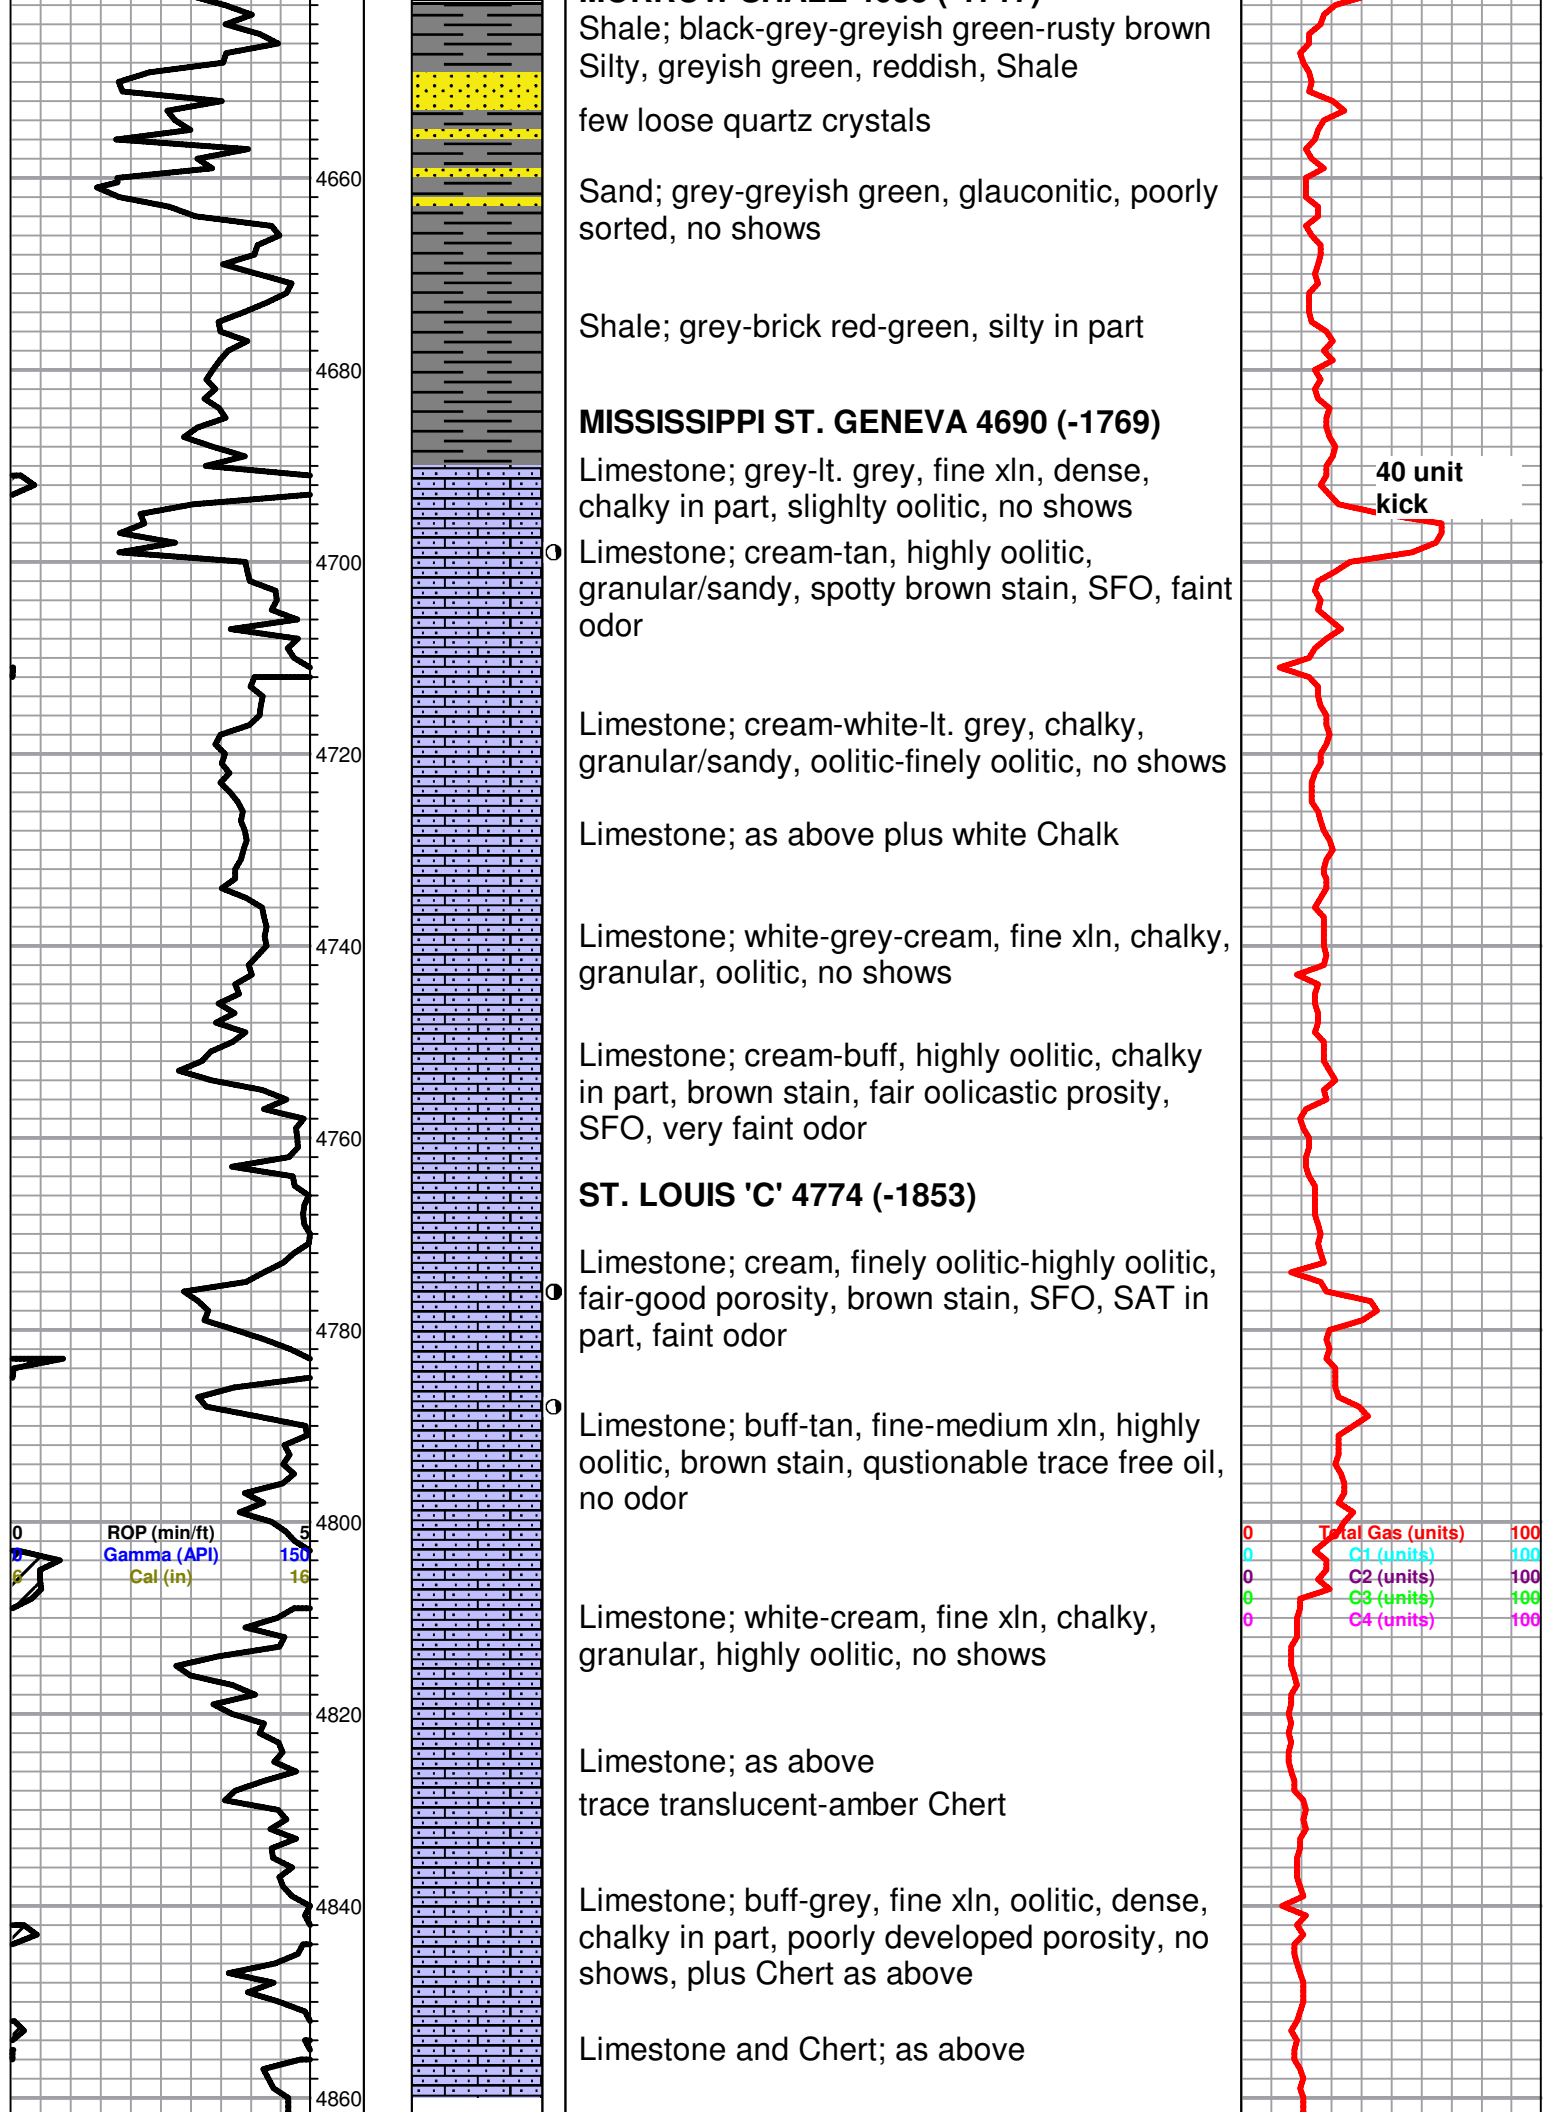 Shale; black-grey-greyish green-rusty brown
Silty, greyish green, reddish, Shale
few loose quartz crystals
4660
Sand; grey-greyish green, glauconitic, poorly
sorted, no shows
Shale; grey-brick red-green, silty in part
4680
MISSISSIPPI ST. GENEVA 4690 (-1769)
Limestone; grey-lt. grey, fine xln, dense,
chalky in part, slighlty oolitic, no shows
40 unit
kick
4700
Limestone; cream-tan, highly oolitic,
granular/sandy, spotty brown stain, SFO, faint
odor
Limestone; cream-white-lt. grey, chalky,
granular/sandy, oolitic-finely oolitic, no shows
4720
Limestone; as above plus white Chalk
Limestone; white-grey-cream, fine xln, chalky,
granular, oolitic, no shows
4740
Limestone; cream-buff, highly oolitic, chalky
in part, brown stain, fair oolicastic prosity,
SFO, very faint odor
4760
ST. LOUIS 'C' 4774 (-1853)
Limestone; cream, finely oolitic-highly oolitic,
fair-good porosity, brown stain, SFO, SAT in
part, faint odor
4780
Limestone; buff-tan, fine-medium xln, highly
oolitic, brown stain, qustionable trace free oil,
no odor
4800
0 ROP (min/ft) 5
0 Gamma (API) 150
6 Cal (in) 16
0 Total Gas (units) 100
0 C1 (units) 100
0 C2 (units) 100
0 C3 (units) 100
0 C4 (units) 100
Limestone; white-cream, fine xln, chalky,
granular, highly oolitic, no shows
4820
Limestone; as above
trace translucent-amber Chert
4840
Limestone; buff-grey, fine xln, oolitic, dense,
chalky in part, poorly developed porosity, no
shows, plus Chert as above
Limestone and Chert; as above
4860